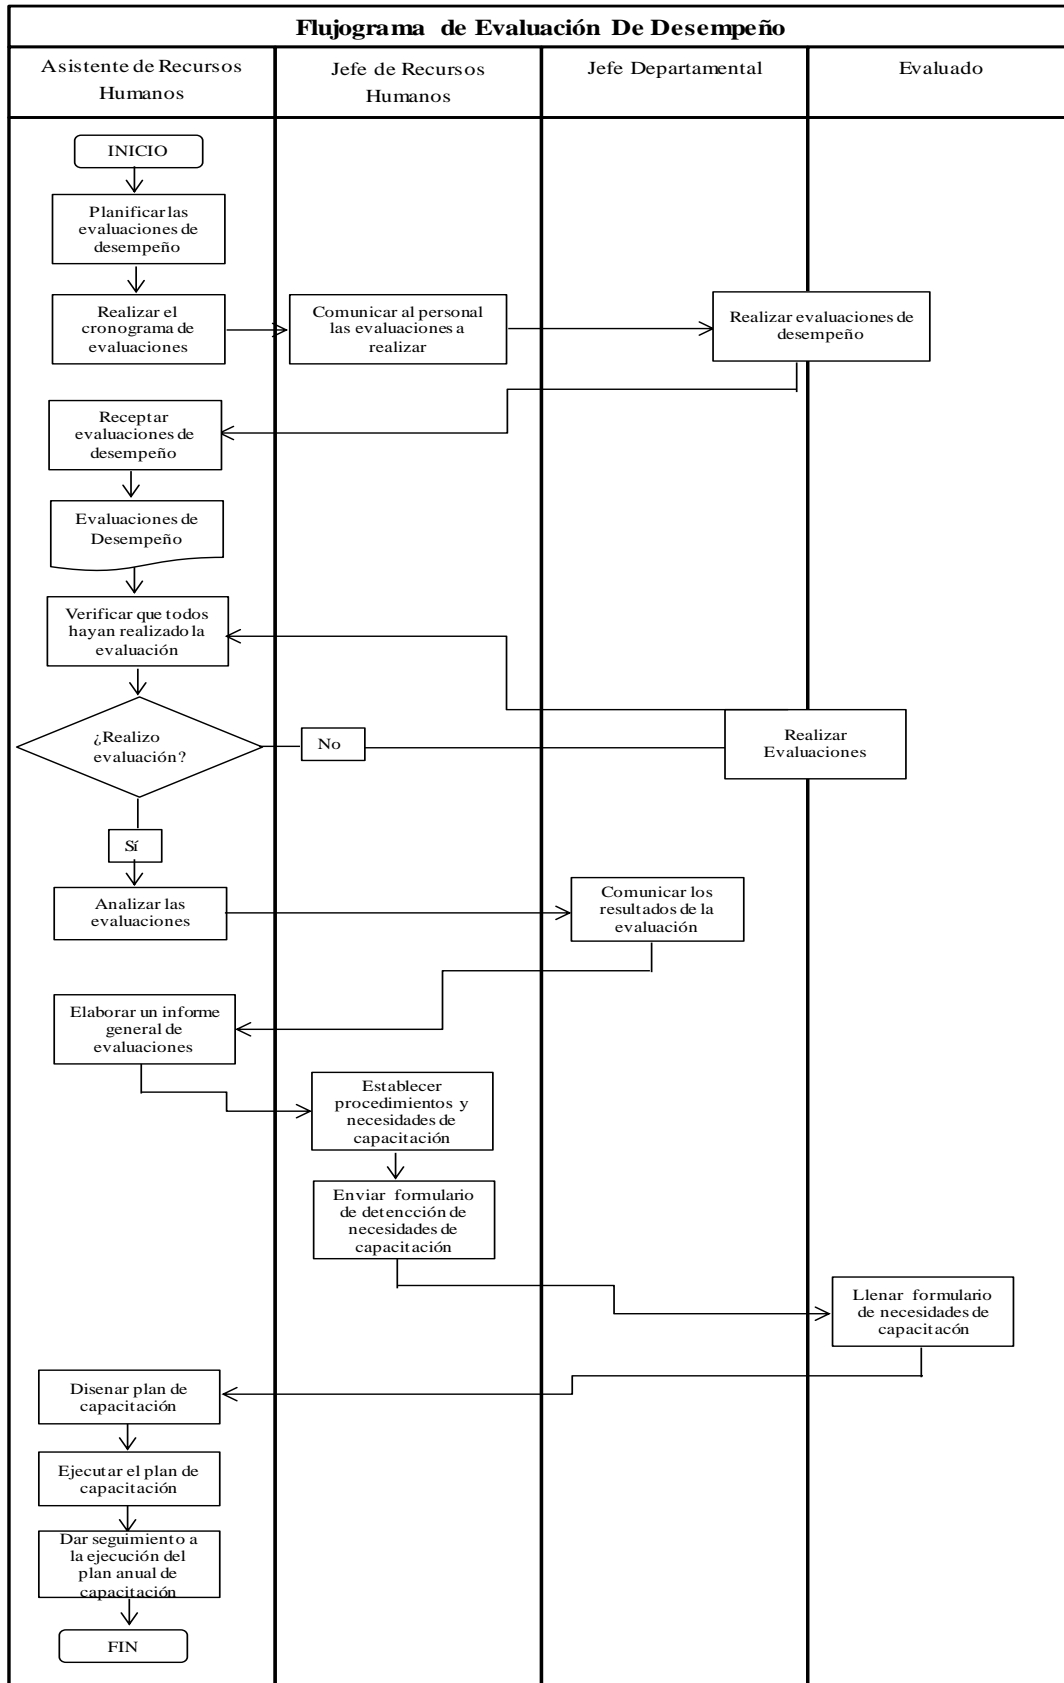 Flujograma de Evaluación De Desempeño
Asistente de Recursos
Humanos
Jefe de Recursos
Humanos
Jefe Departamental
Evaluado
INICIO
Planificar las
evaluaciones de
desempeño
Realizar el
cronograma de
evaluaciones
Comunicar al personal
las evaluaciones a
realizar
Realizar evaluaciones de
desempeño
Receptar
evaluaciones de
desempeño
Evaluaciones de
Desempeño
Verificar que todos
hayan realizado la
evaluación
¿Realizo
evaluación?
No
Realizar
Evaluaciones
Sí
Analizar las
evaluaciones
Comunicar los
resultados de la
evaluación
Elaborar un informe
general de
evaluaciones
Establecer
procedimientos y
necesidades de
capacitación
Enviar formulario
de detencción de
necesidades de
capacitación
Llenar formulario
de necesidades de
capacitacón
Disenar plan de
capacitación
Ejecutar el plan de
capacitación
Dar seguimiento a
la ejecución del
plan anual de
capacitación
FIN